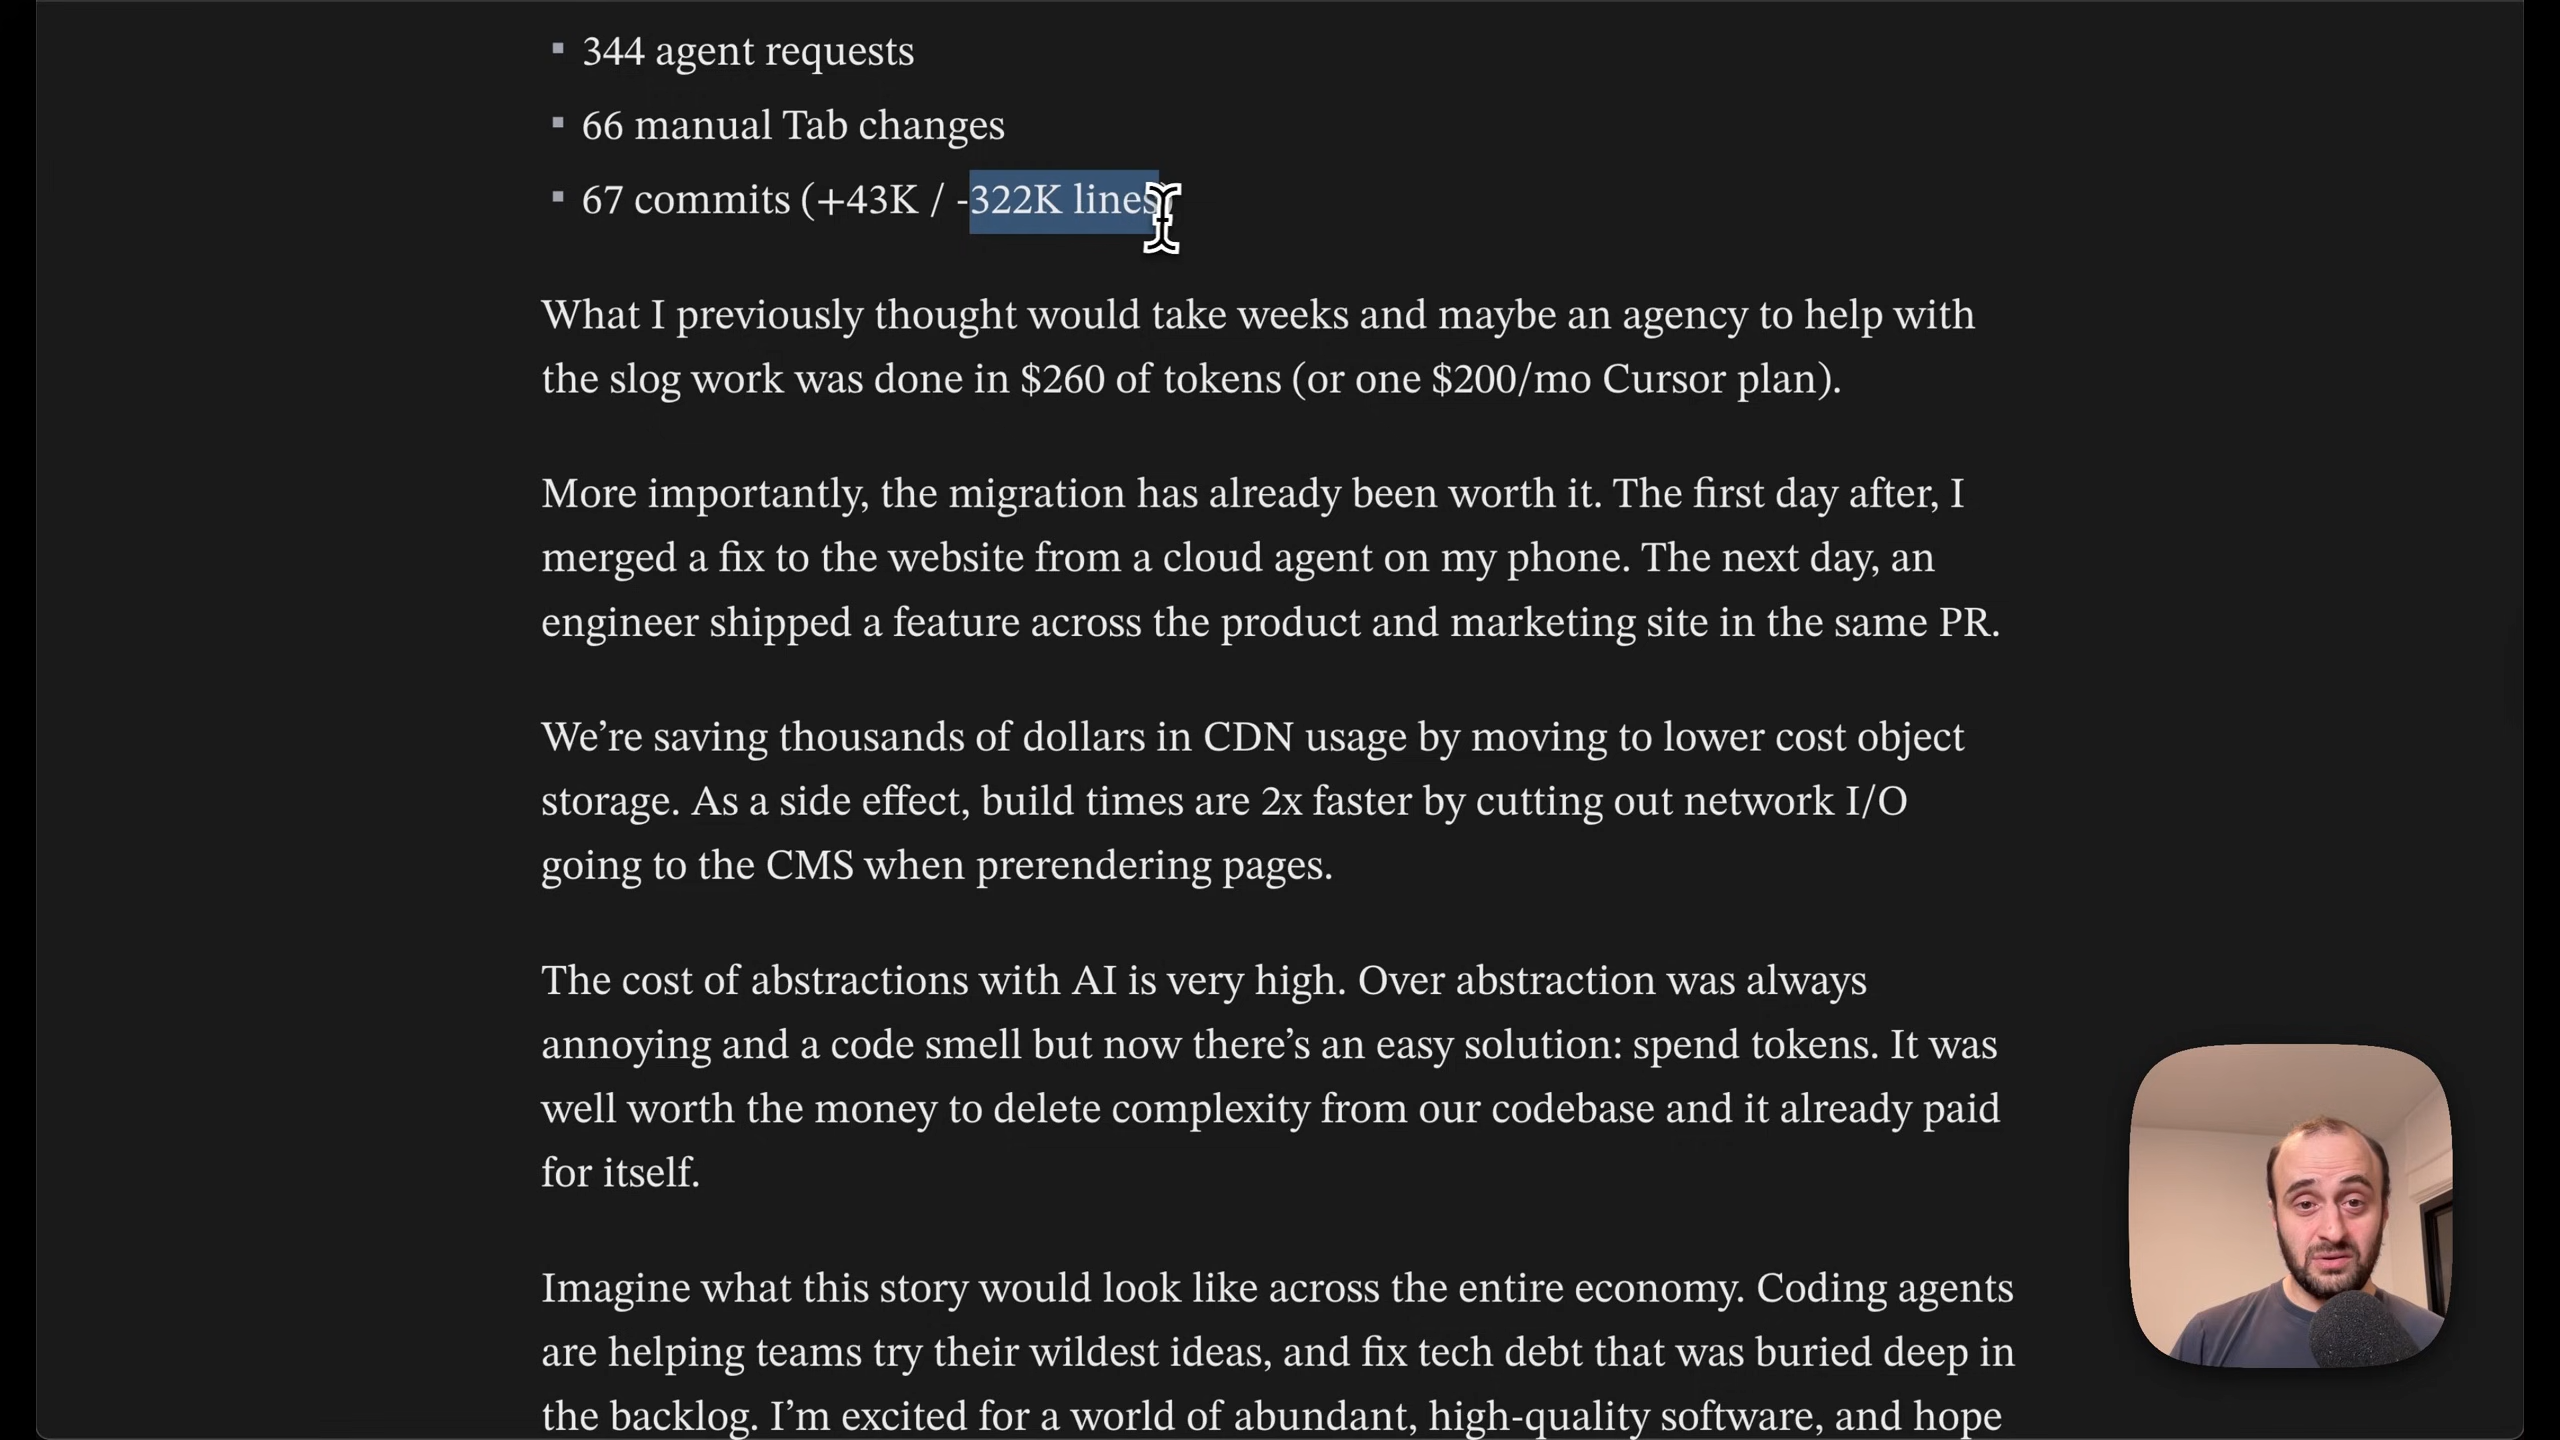 344 agent requests
66 manual Tab changes
67 commits (+43K / -322K lines)
What I previously thought would take weeks and maybe an agency to help with
the slog work was done in $260 of tokens (or one $200/mo Cursor plan).
More importantly, the migration has already been worth it. The first day after, I
merged a fix to the website from a cloud agent on my phone. The next day, an
engineer shipped a feature across the product and marketing site in the same PR.
We’re saving thousands of dollars in CDN usage by moving to lower cost object
storage. As a side effect, build times are 2x faster by cutting out network I/O
going to the CMS when prerendering pages.
The cost of abstractions with AI is very high. Over abstraction was always
annoying and a code smell but now there’s an easy solution: spend tokens. It was
well worth the money to delete complexity from our codebase and it already paid
for itself.
Imagine what this story would look like across the entire economy. Coding agents
are helping teams try their wildest ideas, and fix tech debt that was buried deep in
the backlog. I’m excited for a world of abundant, high-quality software, and hope